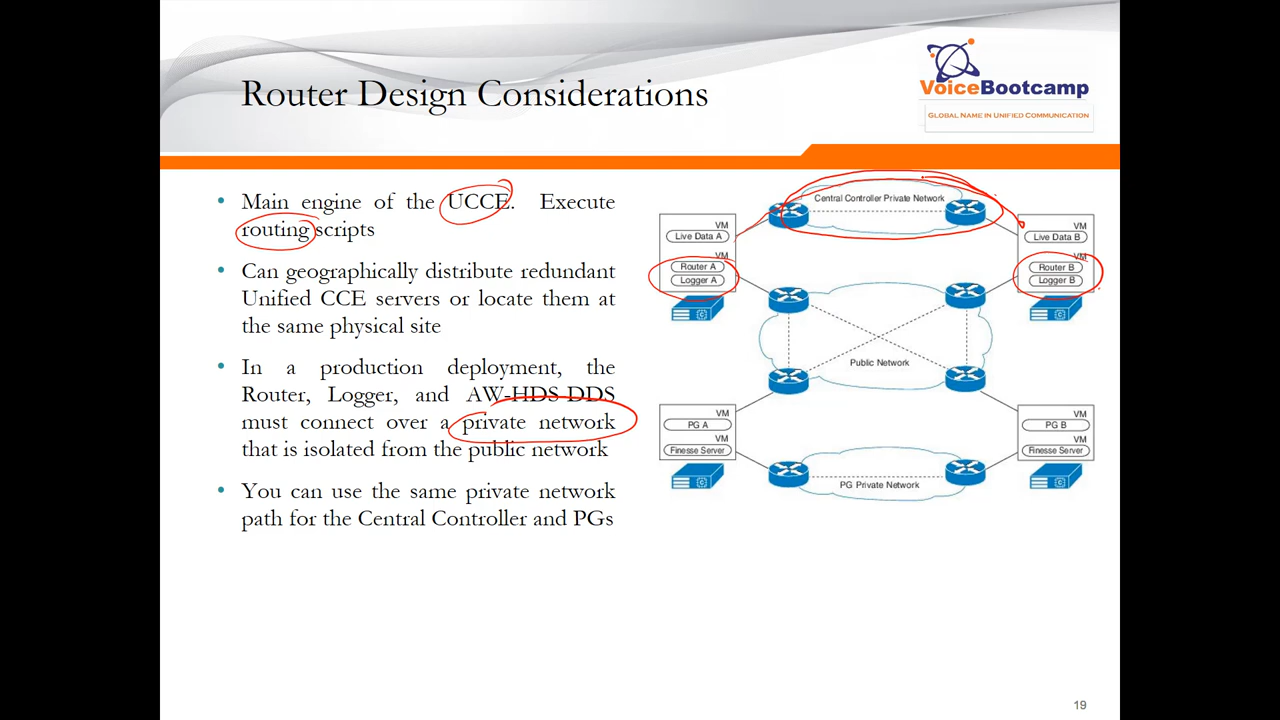 Router Design Considerations
VoiceBootcamp
GLOBAL NAME IN UNIFIED COMMUNICATION
• Main engine of the UCCE. Execute
routing scripts
• Can geographically distribute redundant
Unified CCE servers or locate them at
the same physical site
• In a production deployment, the
Router, Logger, and AW-HDS-DDS
must connect over a private network
that is isolated from the public network
• You can use the same private network
path for the Central Controller and PGs
Central Controller Private Network
VM
Live Data A
VM
Router A
Logger A
VM
Live Data B
VM
Router B
Logger B
Public Network
VM
PG A
VM
Finesse Server
VM
PG B
VM
Finesse Server
PG Private Network
19